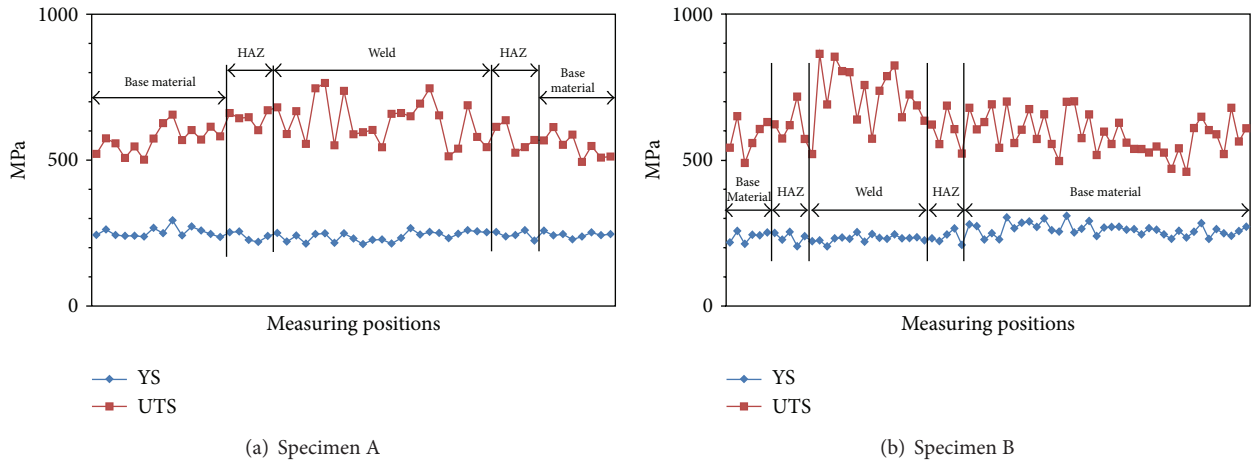 1000
500
0
MPa
Base material
HAZ
Weld
HAZ
Base
material
Measuring positions
YS
UTS
(a) Specimen A
1000
500
0
MPa
Base
Material
HAZ
Weld
HAZ
Base material
Measuring positions
YS
UTS
(b) Specimen B